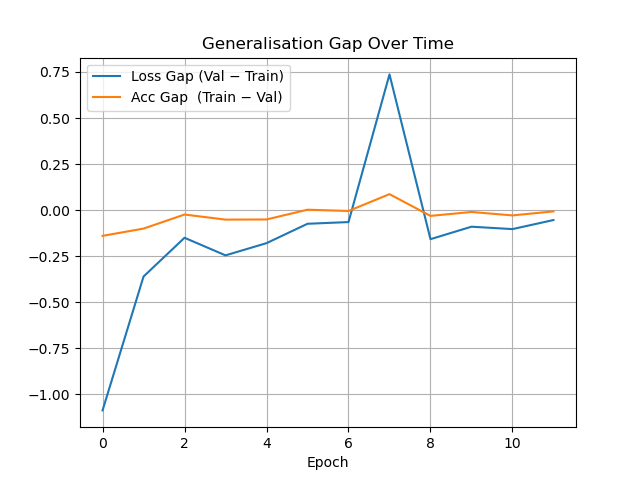 Generalisation Gap Over Time
Loss Gap (Val − Train)
Acc Gap  (Train − Val)
0.75
0.50
0.25
0.00
−0.25
−0.50
−0.75
−1.00
0 2 4 6 8 10
Epoch